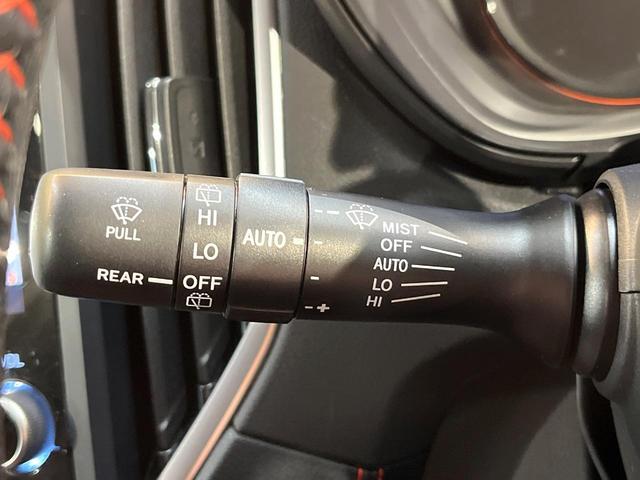 PULL
REAR
HI
LO
OFF
AUTO
- +
MIST
OFF
AUTO
LO
HI